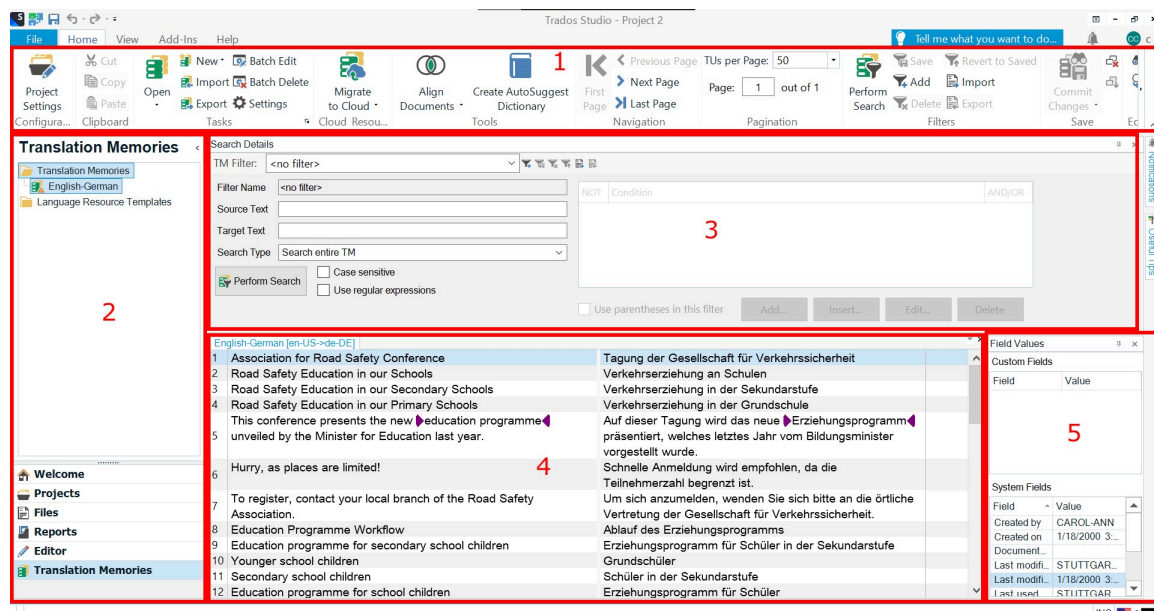 Trados Studio - Project 2
File Home View Add-Ins Help
Tell me what you want to do...
CC c
Project Settings
Cut
Copy
Paste
Open
New
Import
Export
Batch Edit
Batch Delete
Settings
Migrate to Cloud
Align Documents
Create AutoSuggest Dictionary
1
First Page
Previous Page
Next Page
Last Page
TUs per Page: 50
Page: 1 out of 1
Perform Search
Save
Add
Delete
Revert to Saved
Import
Export
Commit Changes
Configura... Clipboard Tasks Cloud Resou... Tools Navigation Pagination Filters Save Ec
Translation Memories
Translation Memories
English-German
Language Resource Templates
2
Welcome
Projects
Files
Reports
Editor
Translation Memories
Search Details
TM Filter: <no filter>
Filter Name <no filter>
Source Text
Target Text
Search Type Search entire TM
Perform Search
Case sensitive
Use regular expressions
NOT Condition AND/OR
3
Use parentheses in this filter Add... Insert... Edit... Delete
Notifications
Useful Tips
English-German [en-US->de-DE]
1 Association for Road Safety Conference Tagung der Gesellschaft für Verkehrssicherheit
2 Road Safety Education in our Schools Verkehrserziehung an Schulen
3 Road Safety Education in our Secondary Schools Verkehrserziehung in der Sekundarstufe
4 Road Safety Education in our Primary Schools Verkehrserziehung in der Grundschule
5 This conference presents the new education programme
unveiled by the Minister for Education last year.
Auf dieser Tagung wird das neue Erziehungsprogramm
präsentiert, welches letztes Jahr vom Bildungsminister
vorgestellt wurde.
6 Hurry, as places are limited!
Schnelle Anmeldung wird empfohlen, da die
Teilnehmerzahl begrenzt ist.
4
7 To register, contact your local branch of the Road Safety
Association.
Um sich anzumelden, wenden Sie sich bitte an die örtliche
Vertretung der Gesellschaft für Verkehrssicherheit.
8 Education Programme Workflow Ablauf des Erziehungsprogramms
9 Education programme for secondary school children Erziehungsprogramm für Schüler in der Sekundarstufe
10 Younger school children Grundschüler
11 Secondary school children Schüler in der Sekundarstufe
12 Education programme for school children Erziehungsprogramm für Schüler
Field Values
Custom Fields
Field Value
5
System Fields
Field Value
Created by CAROL-ANN
Created on 1/18/2000 3:...
Document...
Last modifi... STUTTGAR...
Last modifi... 1/18/2000 3:...
Last used STUTTGAR